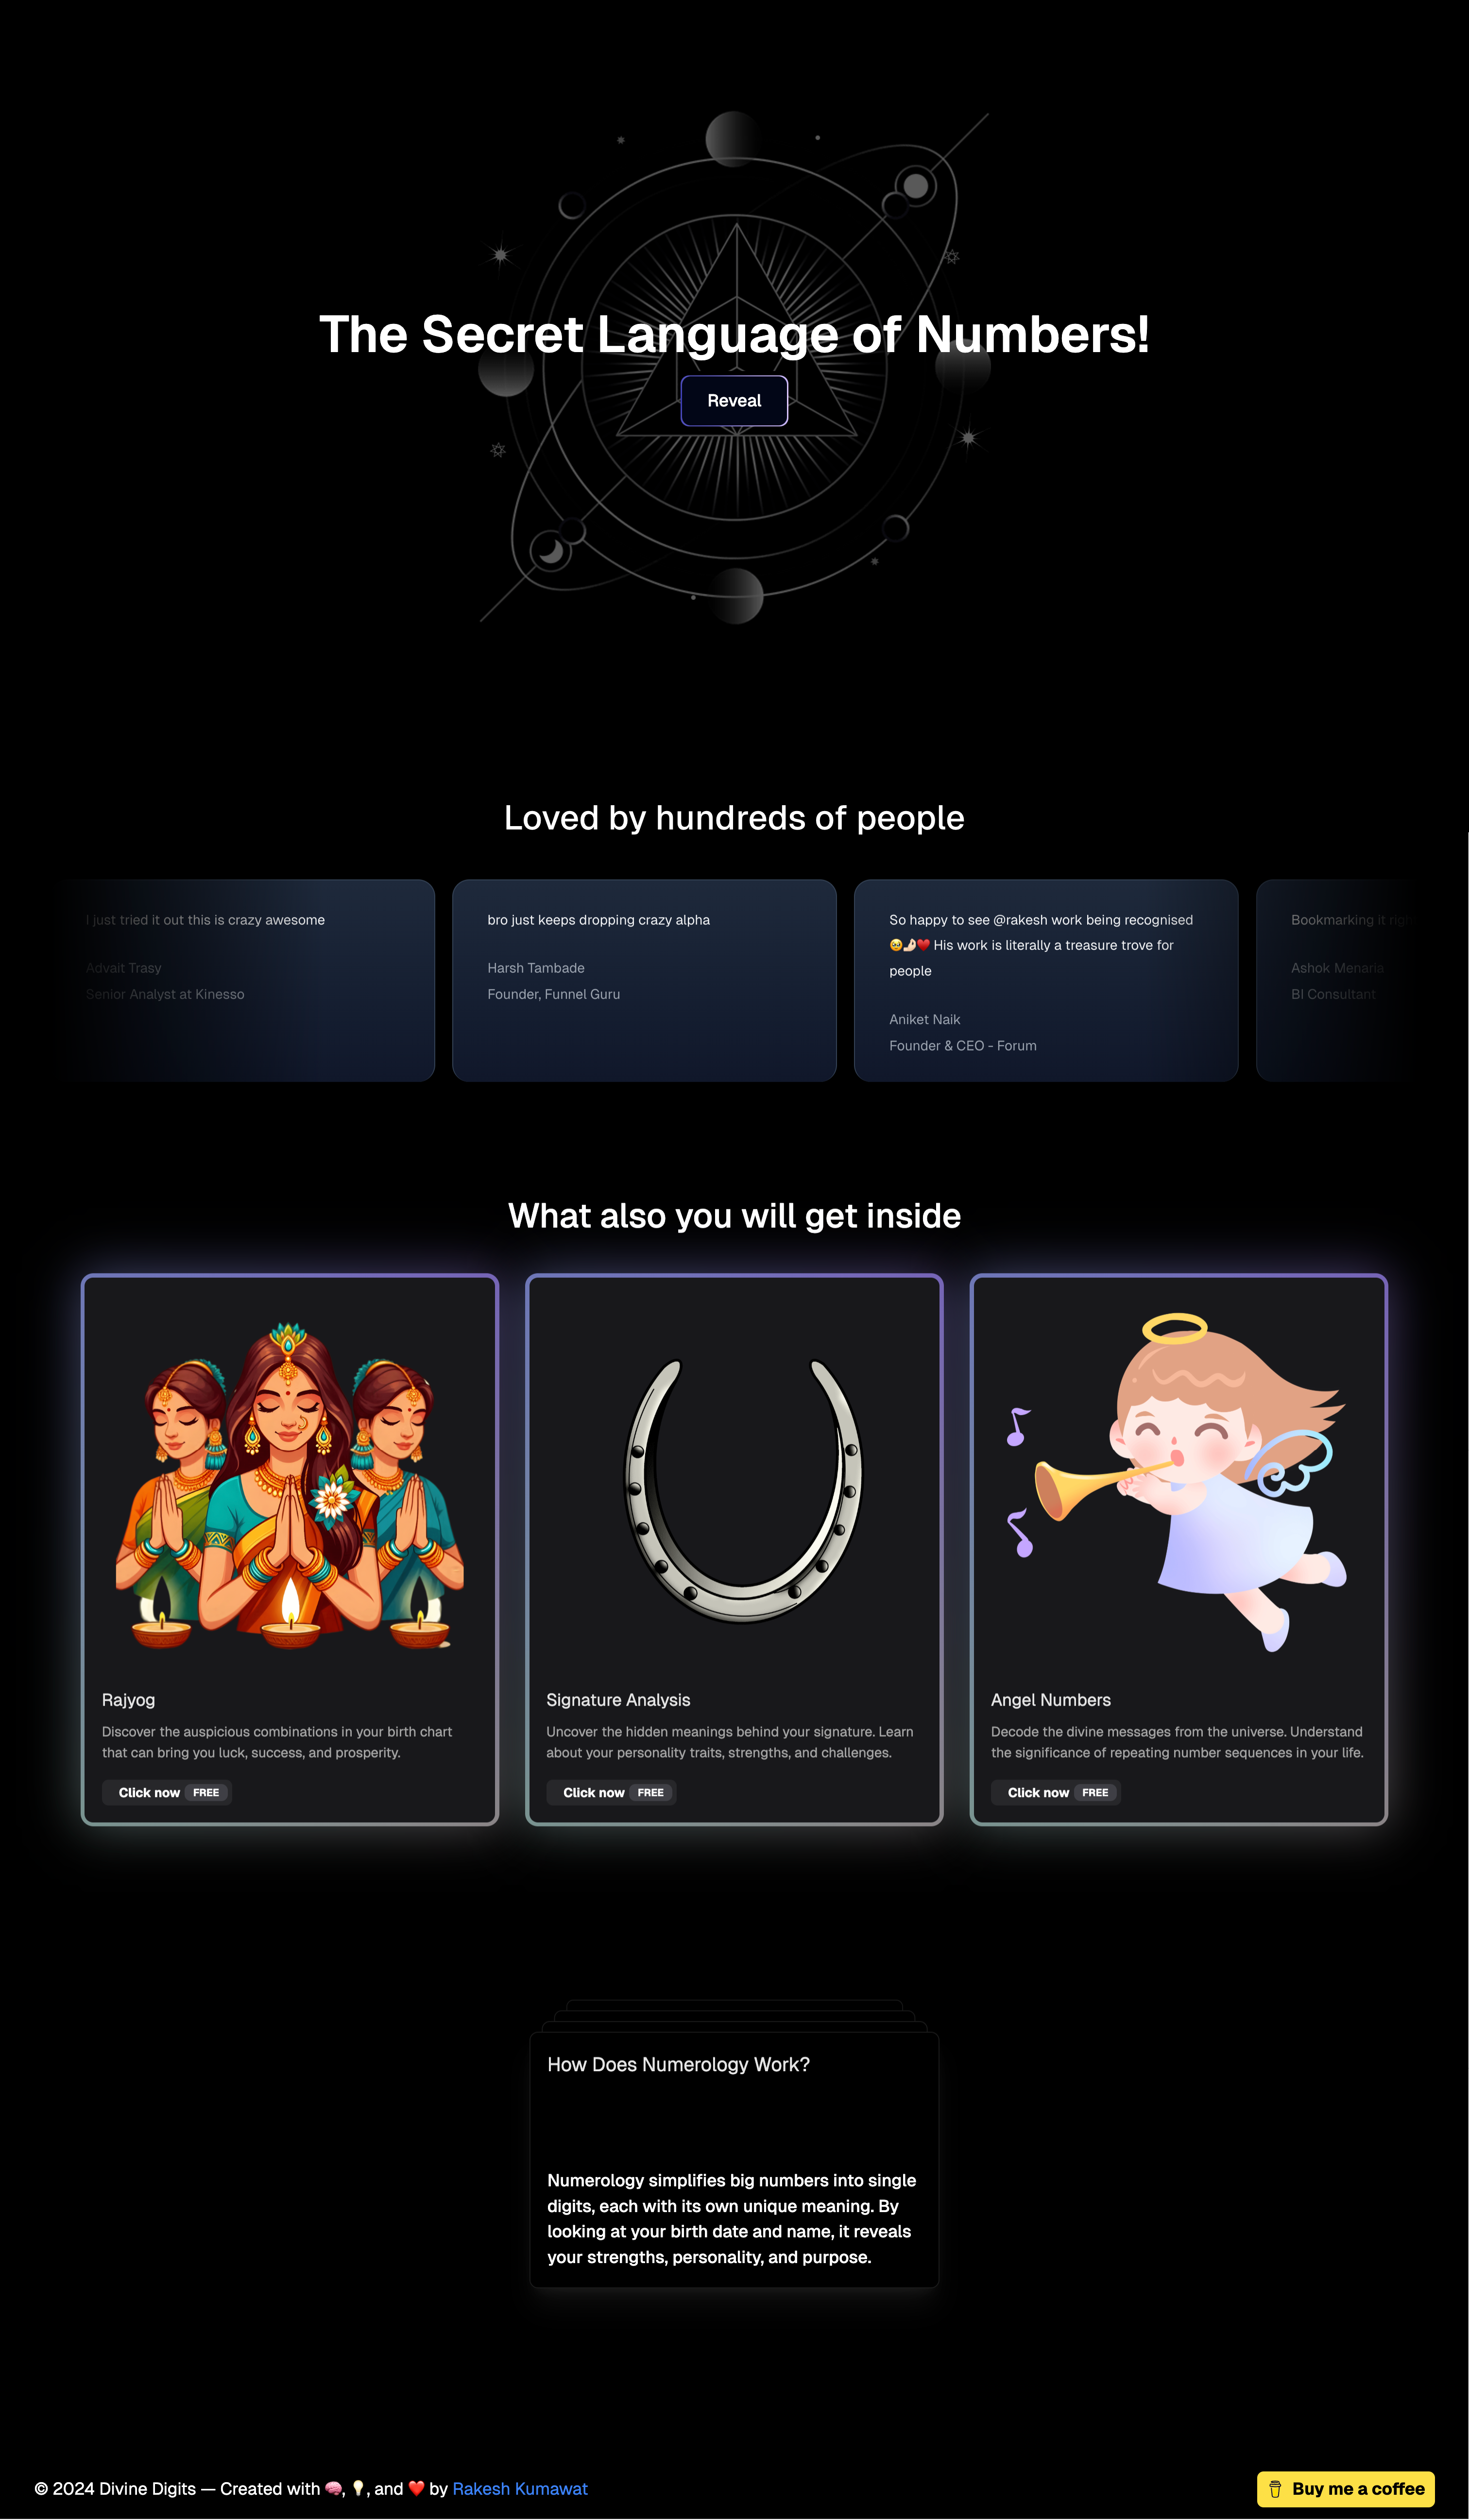 The Secret Language of Numbers!
Reveal
Loved by hundreds of people
I just tried it out this is crazy awesome
Advait Trasy
Senior Analyst at Kinesso
bro just keeps dropping crazy alpha
Harsh Tambade
Founder, Funnel Guru
So happy to see @rakesh work being recognised
🥹🤌🏻❤️ His work is literally a treasure trove for
people
Aniket Naik
Founder & CEO - Forum
Bookmarking it
Ashok Menaria
BI Consultant
What also you will get inside
Rajyog
Discover the auspicious combinations in your birth chart
that can bring you luck, success, and prosperity.
Click now FREE
Signature Analysis
Uncover the hidden meanings behind your signature. Learn
about your personality traits, strengths, and challenges.
Click now FREE
Angel Numbers
Decode the divine messages from the universe. Understand
the significance of repeating number sequences in your life.
Click now FREE
How Does Numerology Work?
Numerology simplifies big numbers into single
digits, each with its own unique meaning. By
looking at your birth date and name, it reveals
your strengths, personality, and purpose.
© 2024 Divine Digits — Created with 🧠, 💡, and ❤️ by Rakesh Kumawat
Buy me a coffee